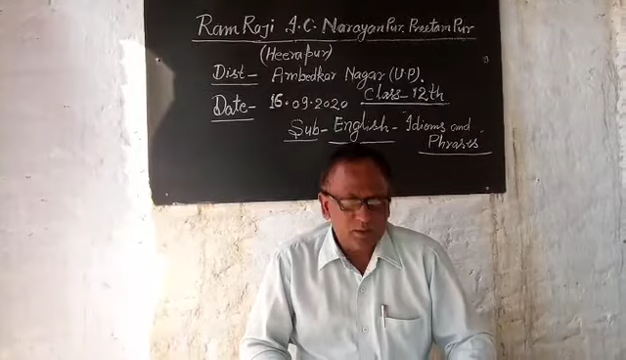 Ram Raji I.C. NarayanPur, Preetam Pur
(Heerapur)
Dist- Ambedkar Nagar (U.P).
Date- 16.09.2020 Class-12th
Sub- English- "Idioms and
Phrases"